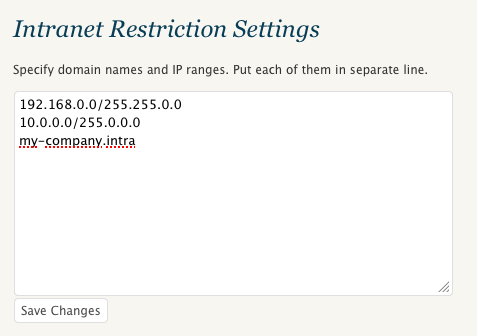 Intranet Restriction Settings
Specify domain names and IP ranges. Put each of them in separate line.
192.168.0.0/255.255.0.0
10.0.0.0/255.0.0.0
my-company.intra
Save Changes